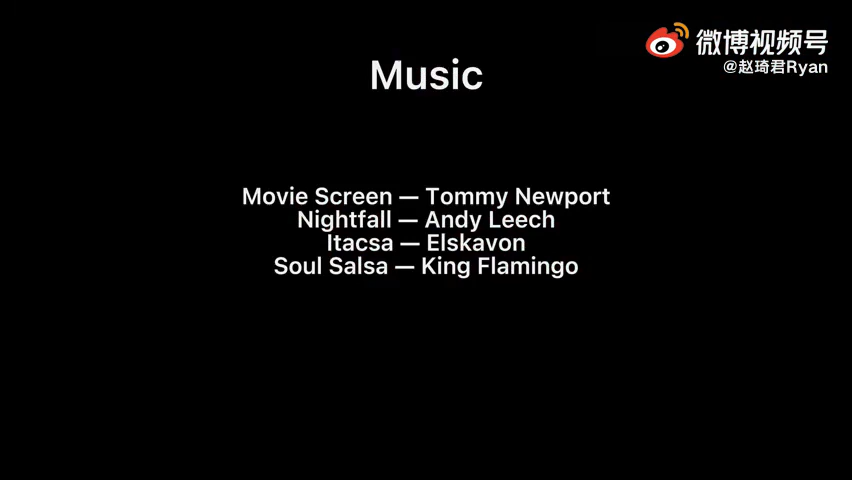 微博视频号
@赵琦君Ryan
Music
Movie Screen — Tommy Newport
Nightfall — Andy Leech
Itacsa — Elskavon
Soul Salsa — King Flamingo